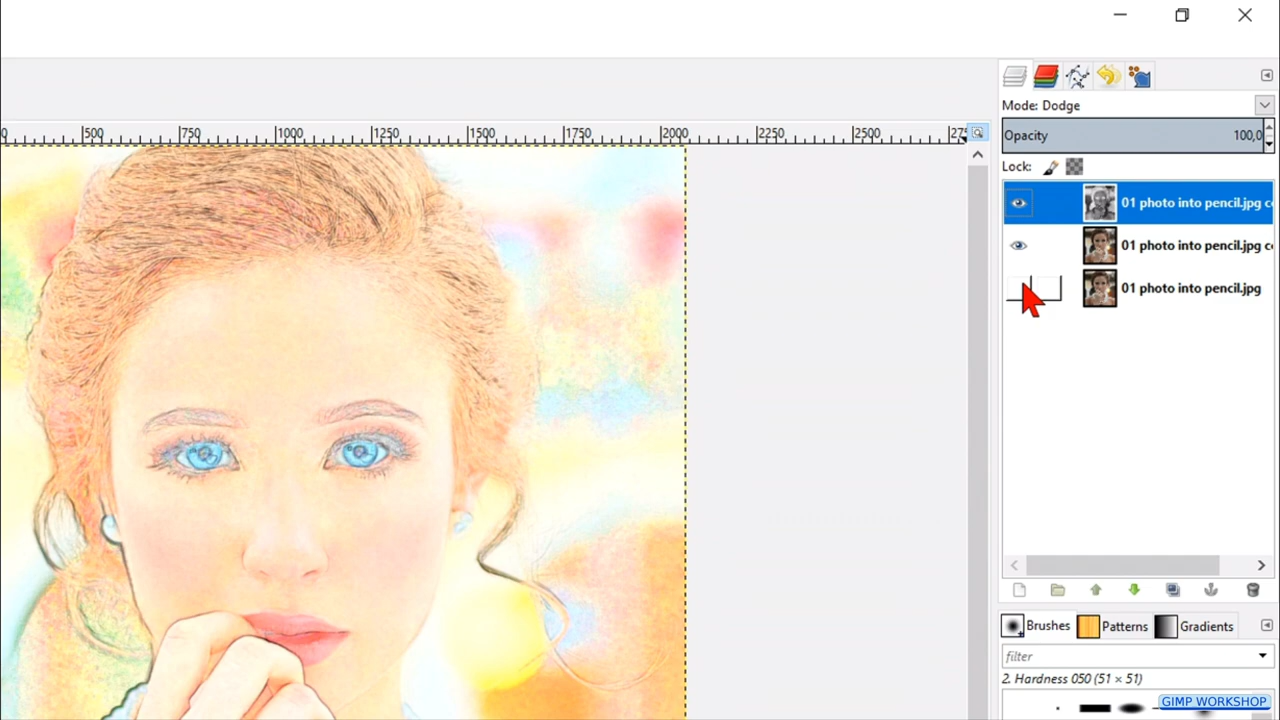 0
500
750
1000
1250
1500
1750
2000
2250
2500
275
Mode: Dodge
Opacity 100,0
Lock:
01 photo into pencil.jpg c
01 photo into pencil.jpg c
01 photo into pencil.jpg
Brushes Patterns Gradients
filter
2. Hardness 050 (51 × 51)
GIMP WORKSHOP